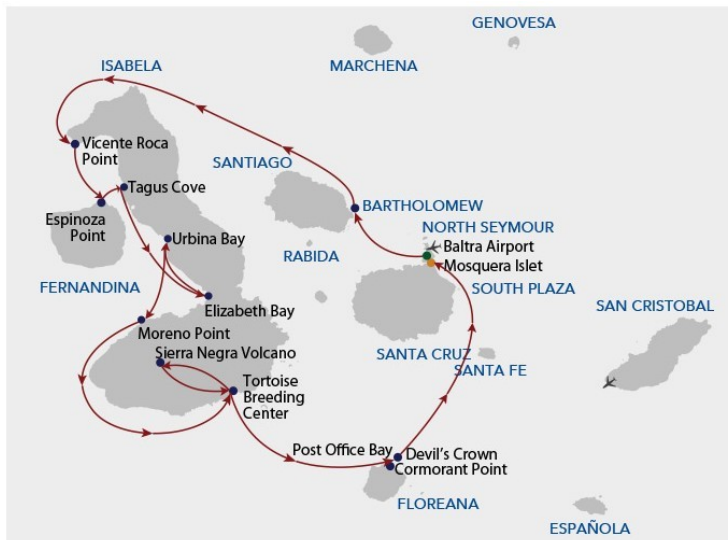 GENOVESA
MARCHENA
ISABELA
Vicente Roca
Point
SANTIAGO
Tagus Cove
BARTHOLOMEW
Espinoza
Point
NORTH SEYMOUR
Urbina Bay
Baltra Airport
RABIDA
Mosquera Islet
FERNANDINA
SOUTH PLAZA
Elizabeth Bay
SAN CRISTOBAL
Moreno Point
Sierra Negra Volcano
SANTA CRUZ
SANTA FE
Tortoise
Breeding
Center
Post Office Bay
Devil's Crown
Cormorant Point
FLOREANA
ESPAÑOLA